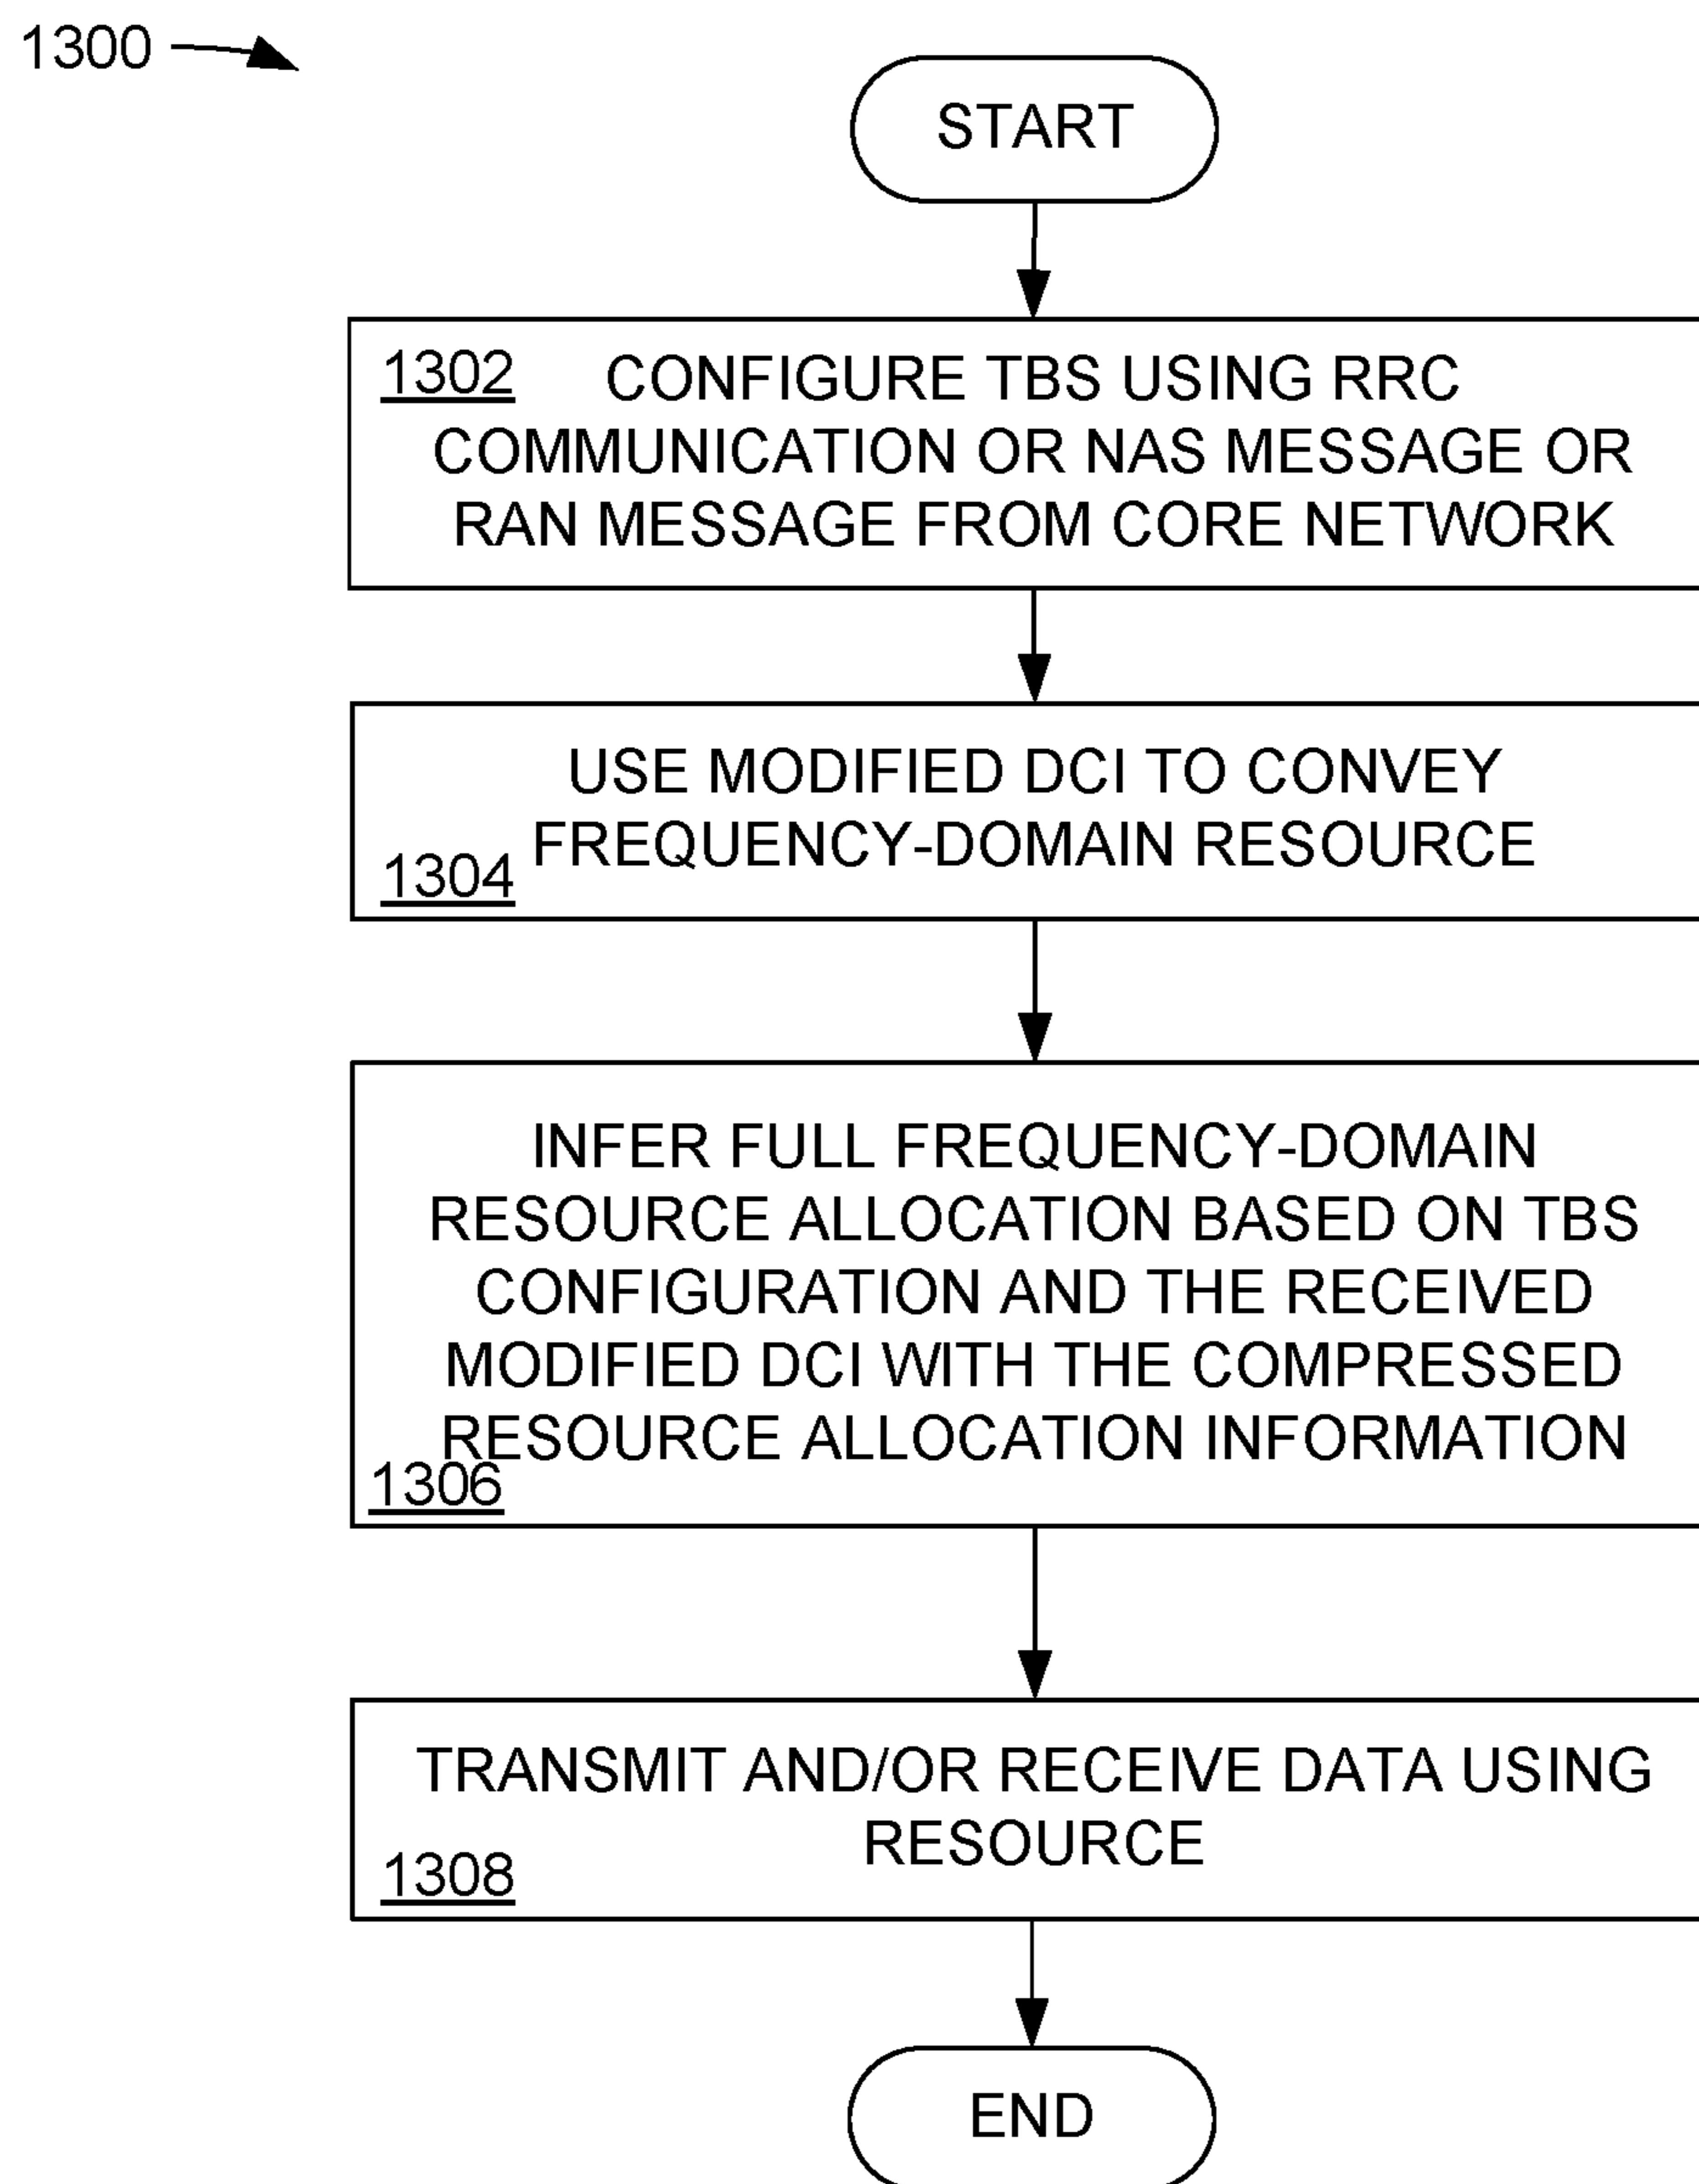 1300
START
1302 CONFIGURE TBS USING RRC
COMMUNICATION OR NAS MESSAGE OR
RAN MESSAGE FROM CORE NETWORK
USE MODIFIED DCI TO CONVEY
FREQUENCY-DOMAIN RESOURCE
1304
INFER FULL FREQUENCY-DOMAIN
RESOURCE ALLOCATION BASED ON TBS
CONFIGURATION AND THE RECEIVED
MODIFIED DCI WITH THE COMPRESSED
RESOURCE ALLOCATION INFORMATION
1306
TRANSMIT AND/OR RECEIVE DATA USING
RESOURCE
1308
END